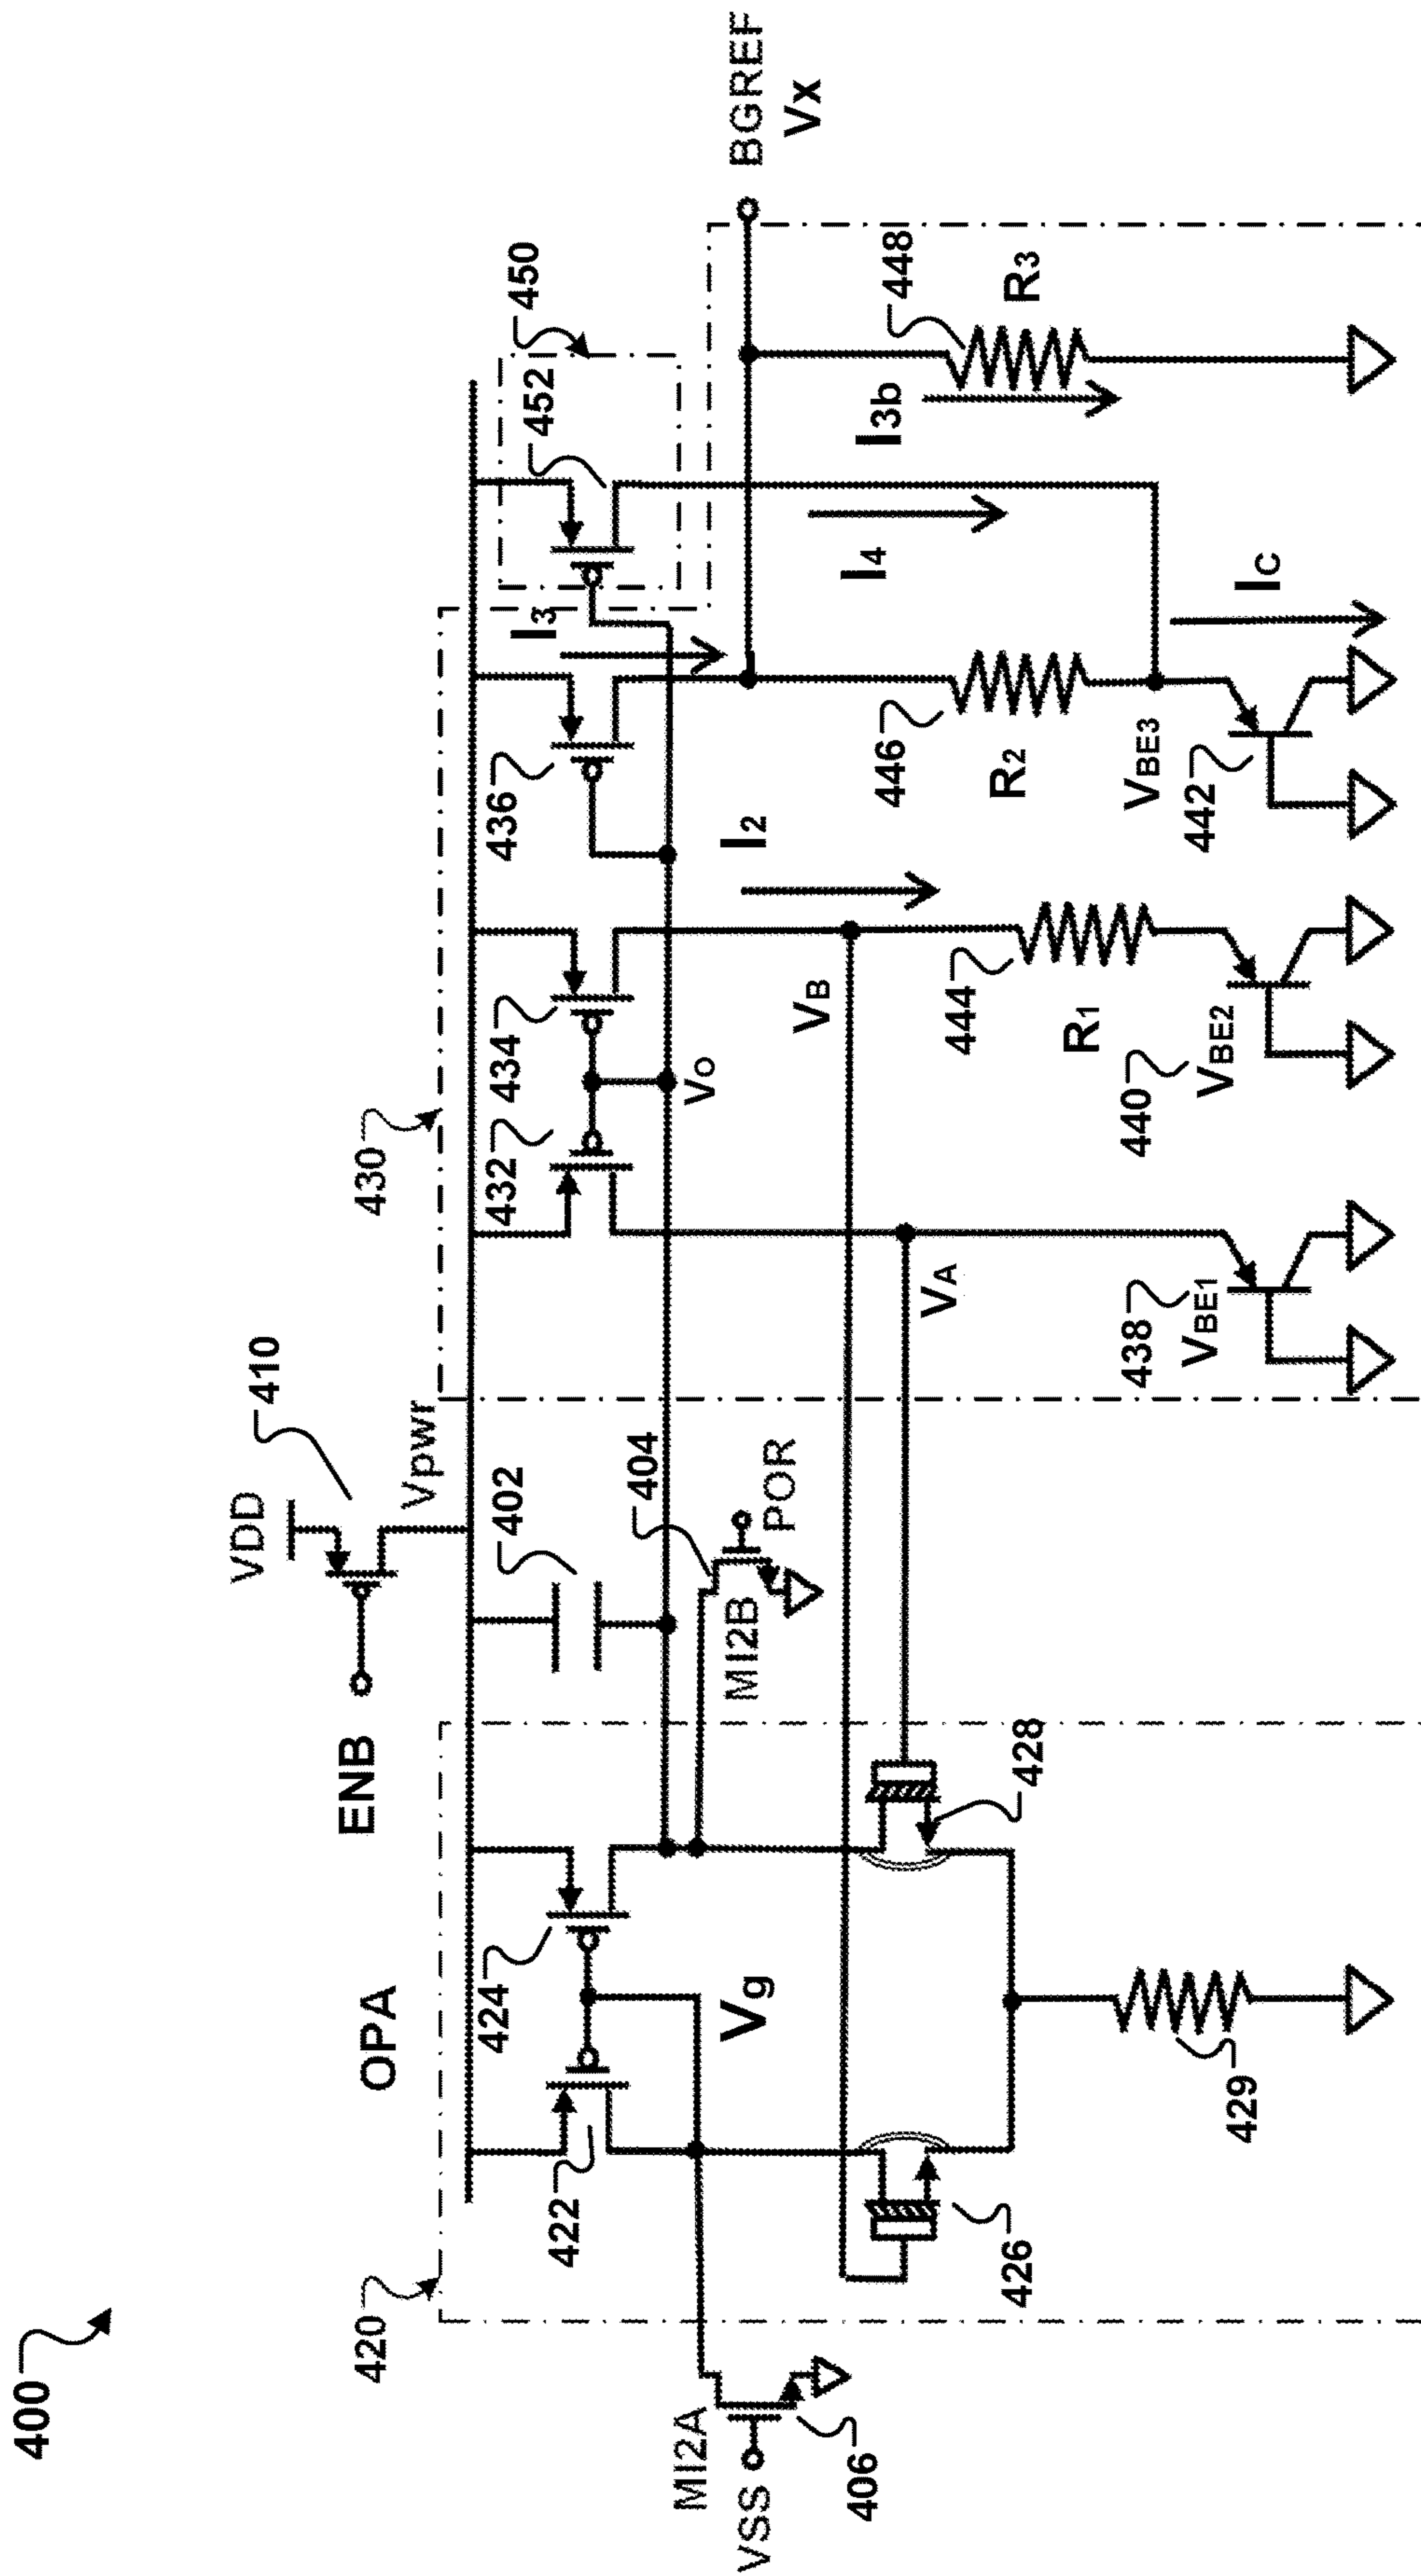 400
VDD
410
ENB
Vpwr
OPA
420
430
422
424
402
432
434
436
I3
452
450
MI2A
VSS
406
Vg
MI2B
404
POR
VO
I2
I4
I3b
BGREF
Vx
VA
VB
426
428
429
444
R1
446
R2
448
R3
438
VBE1
440
VBE2
442
VBE3
IC